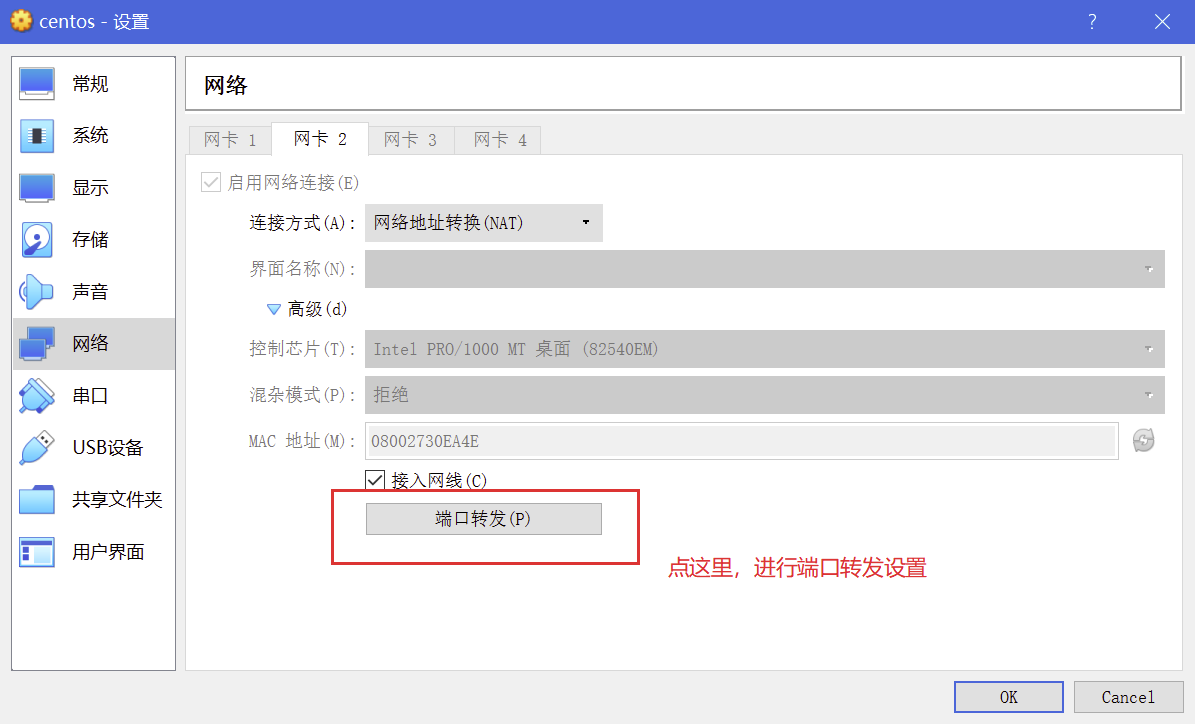 centos - 设置
?
常规
系统
显示
存储
声音
网络
串口
USB设备
共享文件夹
用户界面
网络
网卡 1 网卡 2 网卡 3 网卡 4
启用网络连接(E)
连接方式(A): 网络地址转换(NAT)
界面名称(N):
高级(d)
控制芯片(T): Intel PRO/1000 MT 桌面 (82540EM)
混杂模式(P): 拒绝
MAC 地址(M): 08002730EA4E
接入网线(C)
端口转发(P)
点这里，进行端口转发设置
OK Cancel